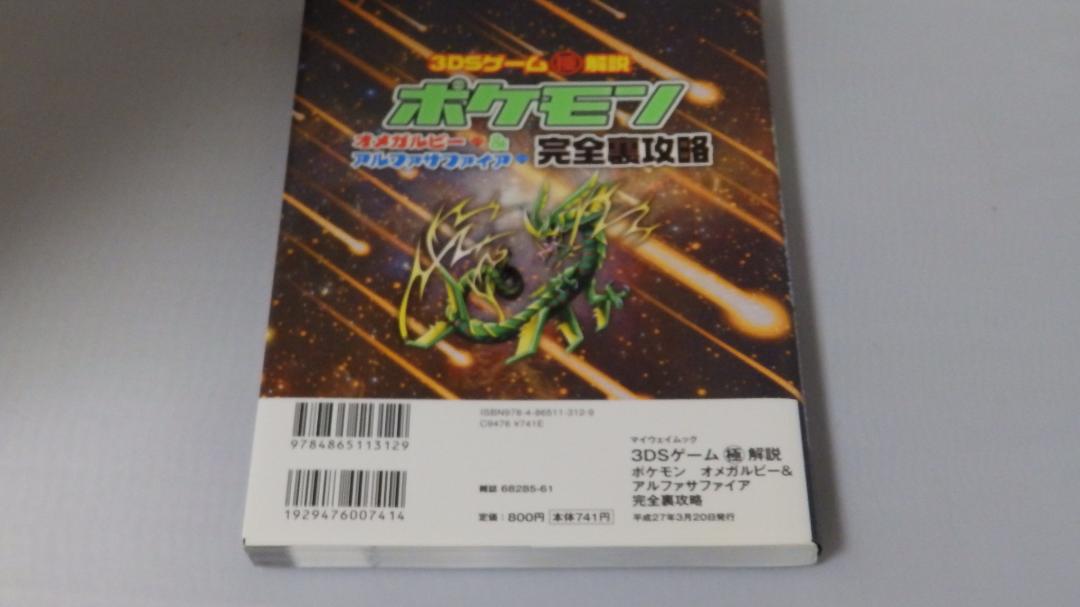 3DSゲーム㊙極解説
ポケモン
オメガルビー&
アルファサファイア
完全裏攻略
9784865113129
1929476007414
ISBN978-4-86511-312-9
C9476 ¥741E
雑誌 68285-61
定価:800円 本体741円
マイウェイムック
3DSゲーム 極 解説
ポケモン オメガルビー&
アルファサファイア
完全裏攻略
平成27年3月20日発行